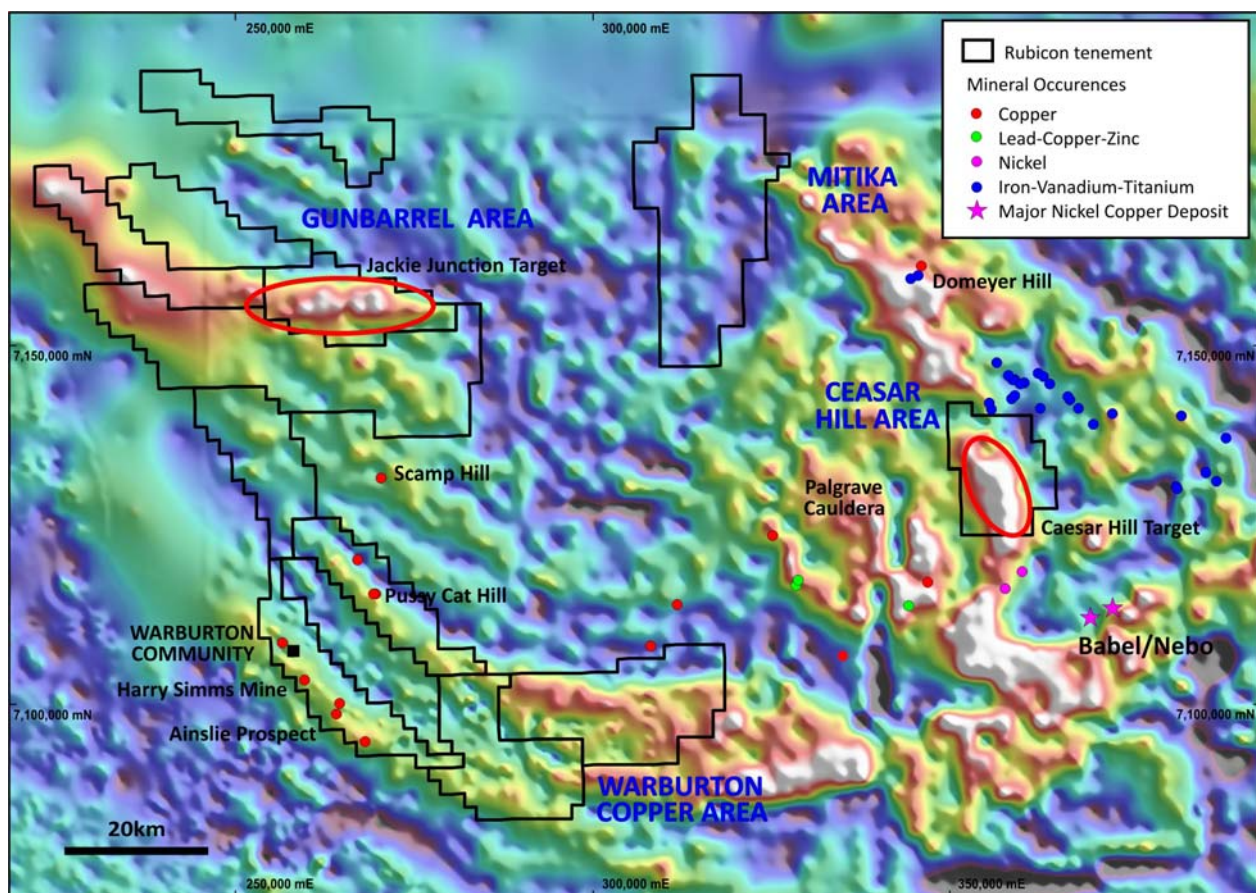 250,000 mE
300,000 mE
Rubicon tenement
Mineral Occurences
Copper
Lead-Copper-Zinc
Nickel
Iron-Vanadium-Titanium
Major Nickel Copper Deposit
MITIKA
AREA
GUNBARREL AREA
Jackie Junction Target
Domeyer Hill
7,150,000 mN
7,150,000 mN
CEASAR
HILL AREA
Scamp Hill
Palgrave
Cauldera
Caesar Hill Target
Pussy Cat Hill
WARBURTON
COMMUNITY
Babel/Nebo
Harry Simms Mine
7,100,000 mN
7,100,000 mN
Ainslie Prospect
WARBURTON
COPPER AREA
20km
250,000 mE
300,000 mE
350,000 mE